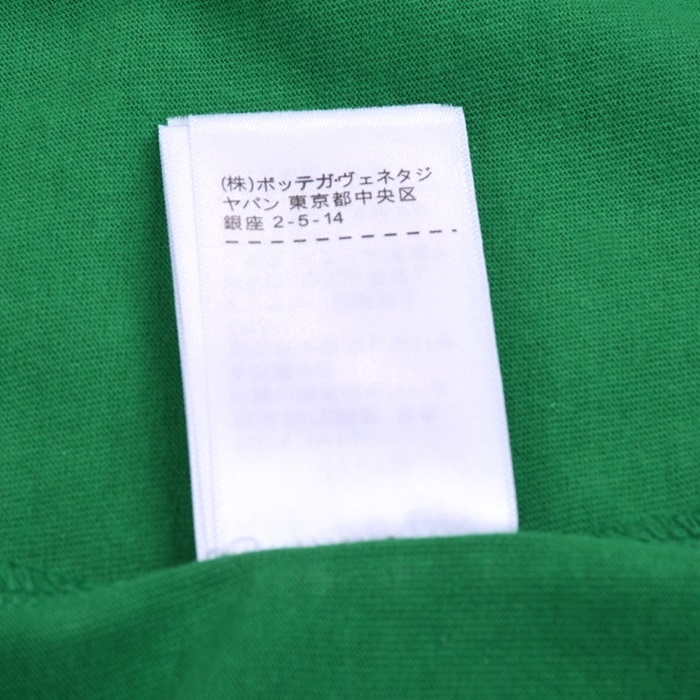 (株)ボッテガ・ヴェネタジ
ャパン 東京都中央区
銀座 2-5-14